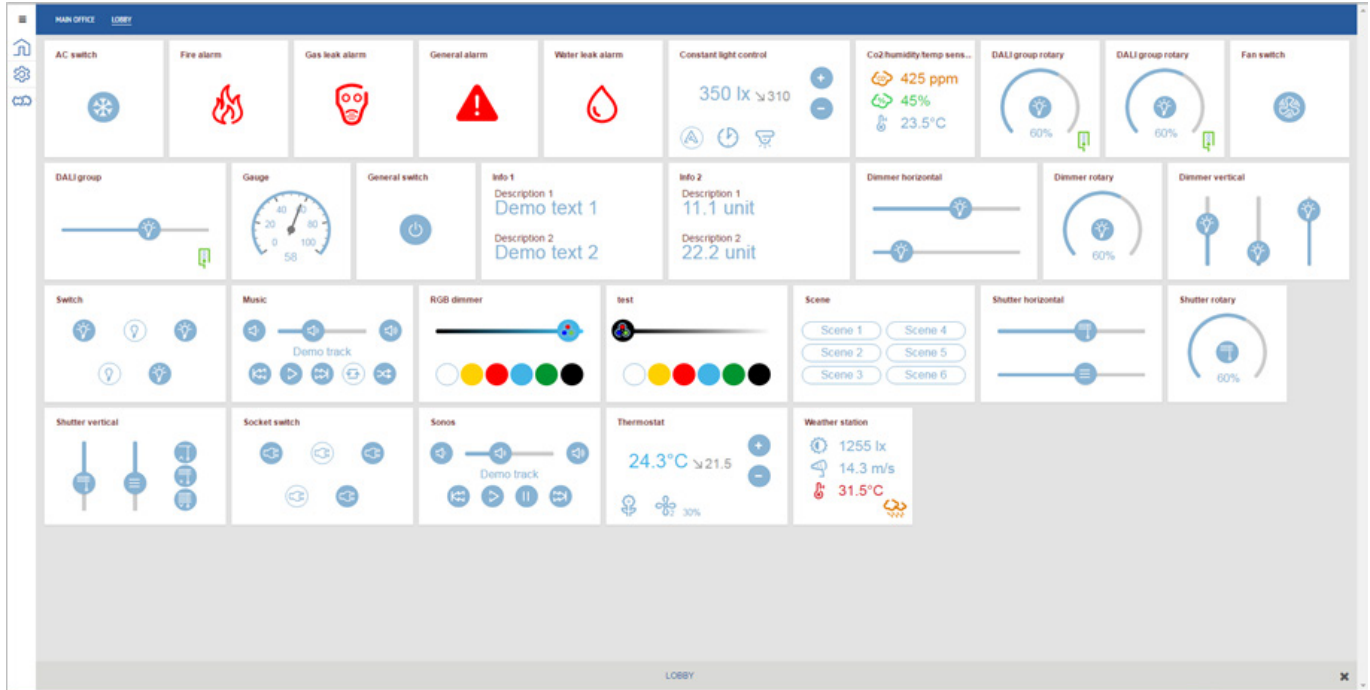 MAIN OFFICE LOBBY
AC switch
Fire alarm
Gas leak alarm
General alarm
Water leak alarm
Constant light control
350 lx ↘310
Co2/humidity/temp sens...
425 ppm
45%
23.5°C
DALI group rotary
60%
DALI group rotary
60%
Fan switch
DALI group
Gauge
0 20 40 60 80 100
58
General switch
Info 1
Description 1
Demo text 1
Description 2
Demo text 2
Info 2
Description 1
11.1 unit
Description 2
22.2 unit
Dimmer horizontal
Dimmer rotary
60%
Dimmer vertical
Switch
Music
Demo track
RGB dimmer
test
Scene
Scene 1 Scene 4
Scene 2 Scene 5
Scene 3 Scene 6
Shutter horizontal
Shutter rotary
60%
Shutter vertical
Socket switch
Sonos
Demo track
Thermostat
24.3°C ↘21.5
2 30%
Weather station
1255 lx
14.3 m/s
31.5°C
LOBBY